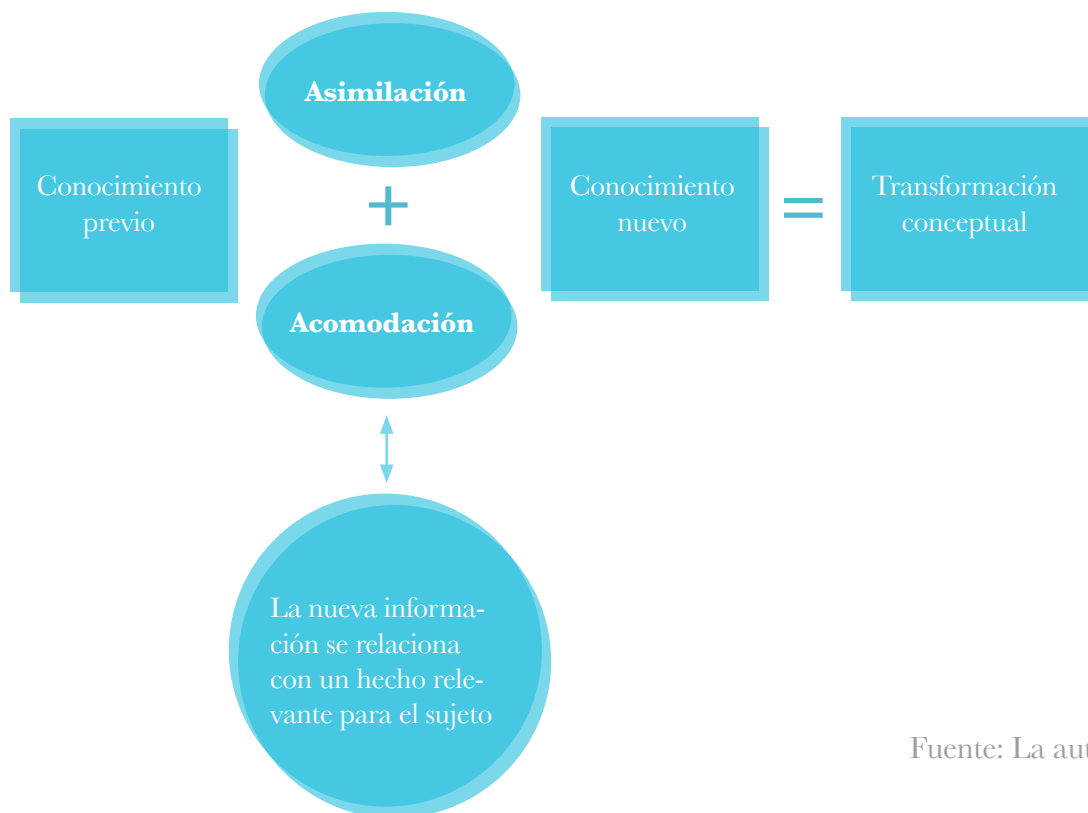 Asimilación
Conocimiento
previo
+
Conocimiento
nuevo
=
Transformación
conceptual
Acomodación
La nueva informa-
ción se relaciona
con un hecho rele-
vante para el sujeto
Fuente: La aut